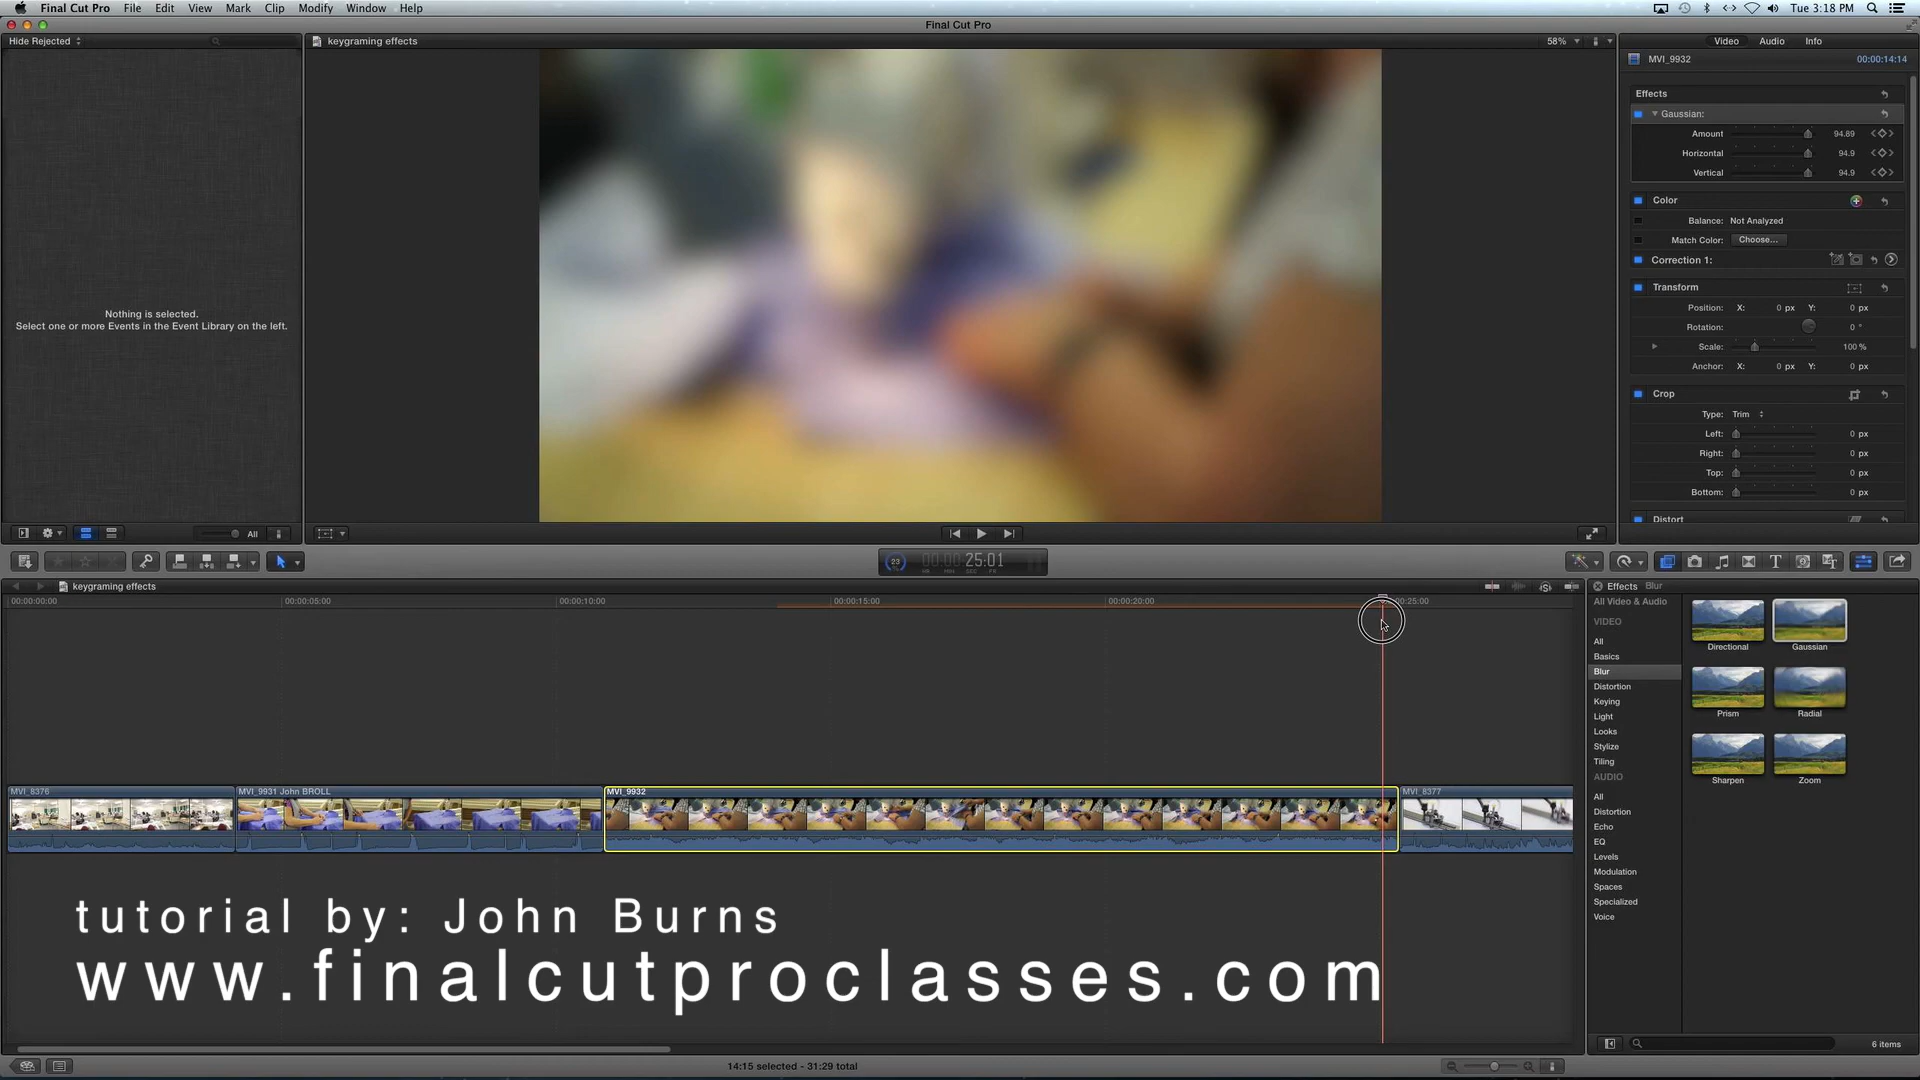 Final Cut Pro File Edit View Mark Clip Modify Window Help
Tue 3:18 PM
Final Cut Pro
Hide Rejected
keygraming effects
58%
Video Audio Info
MVI_9932
00:00:14:14
Nothing is selected.
Select one or more Events in the Event Library on the left.
Effects
Gaussian:
Amount 94.89
Horizontal 94.9
Vertical 94.9
Color
Balance: Not Analyzed
Match Color: Choose...
Correction 1:
Transform
Position: X: 0 px Y: 0 px
Rotation: 0 °
Scale: 100 %
Anchor: X: 0 px Y: 0 px
Crop
Type: Trim
Left: 0 px
Right: 0 px
Top: 0 px
Bottom: 0 px
Distort
All
23 00:00:25:01
HR MIN SEC FR
keygraming effects
00:00:00:00 00:00:05:00 00:00:10:00 00:00:15:00 00:00:20:00 00:25:00
MVI_8376
MVI_9931 John BROLL
MVI_9932
MVI_8377
Effects Blur
All Video & Audio
VIDEO
All
Basics
Blur
Distortion
Keying
Light
Looks
Stylize
Tiling
AUDIO
All
Distortion
Echo
EQ
Levels
Modulation
Spaces
Specialized
Voice
Directional
Gaussian
Prism
Radial
Sharpen
Zoom
tutorial by: John Burns
www.finalcutproclasses.com
14:15 selected - 31:29 total
6 items